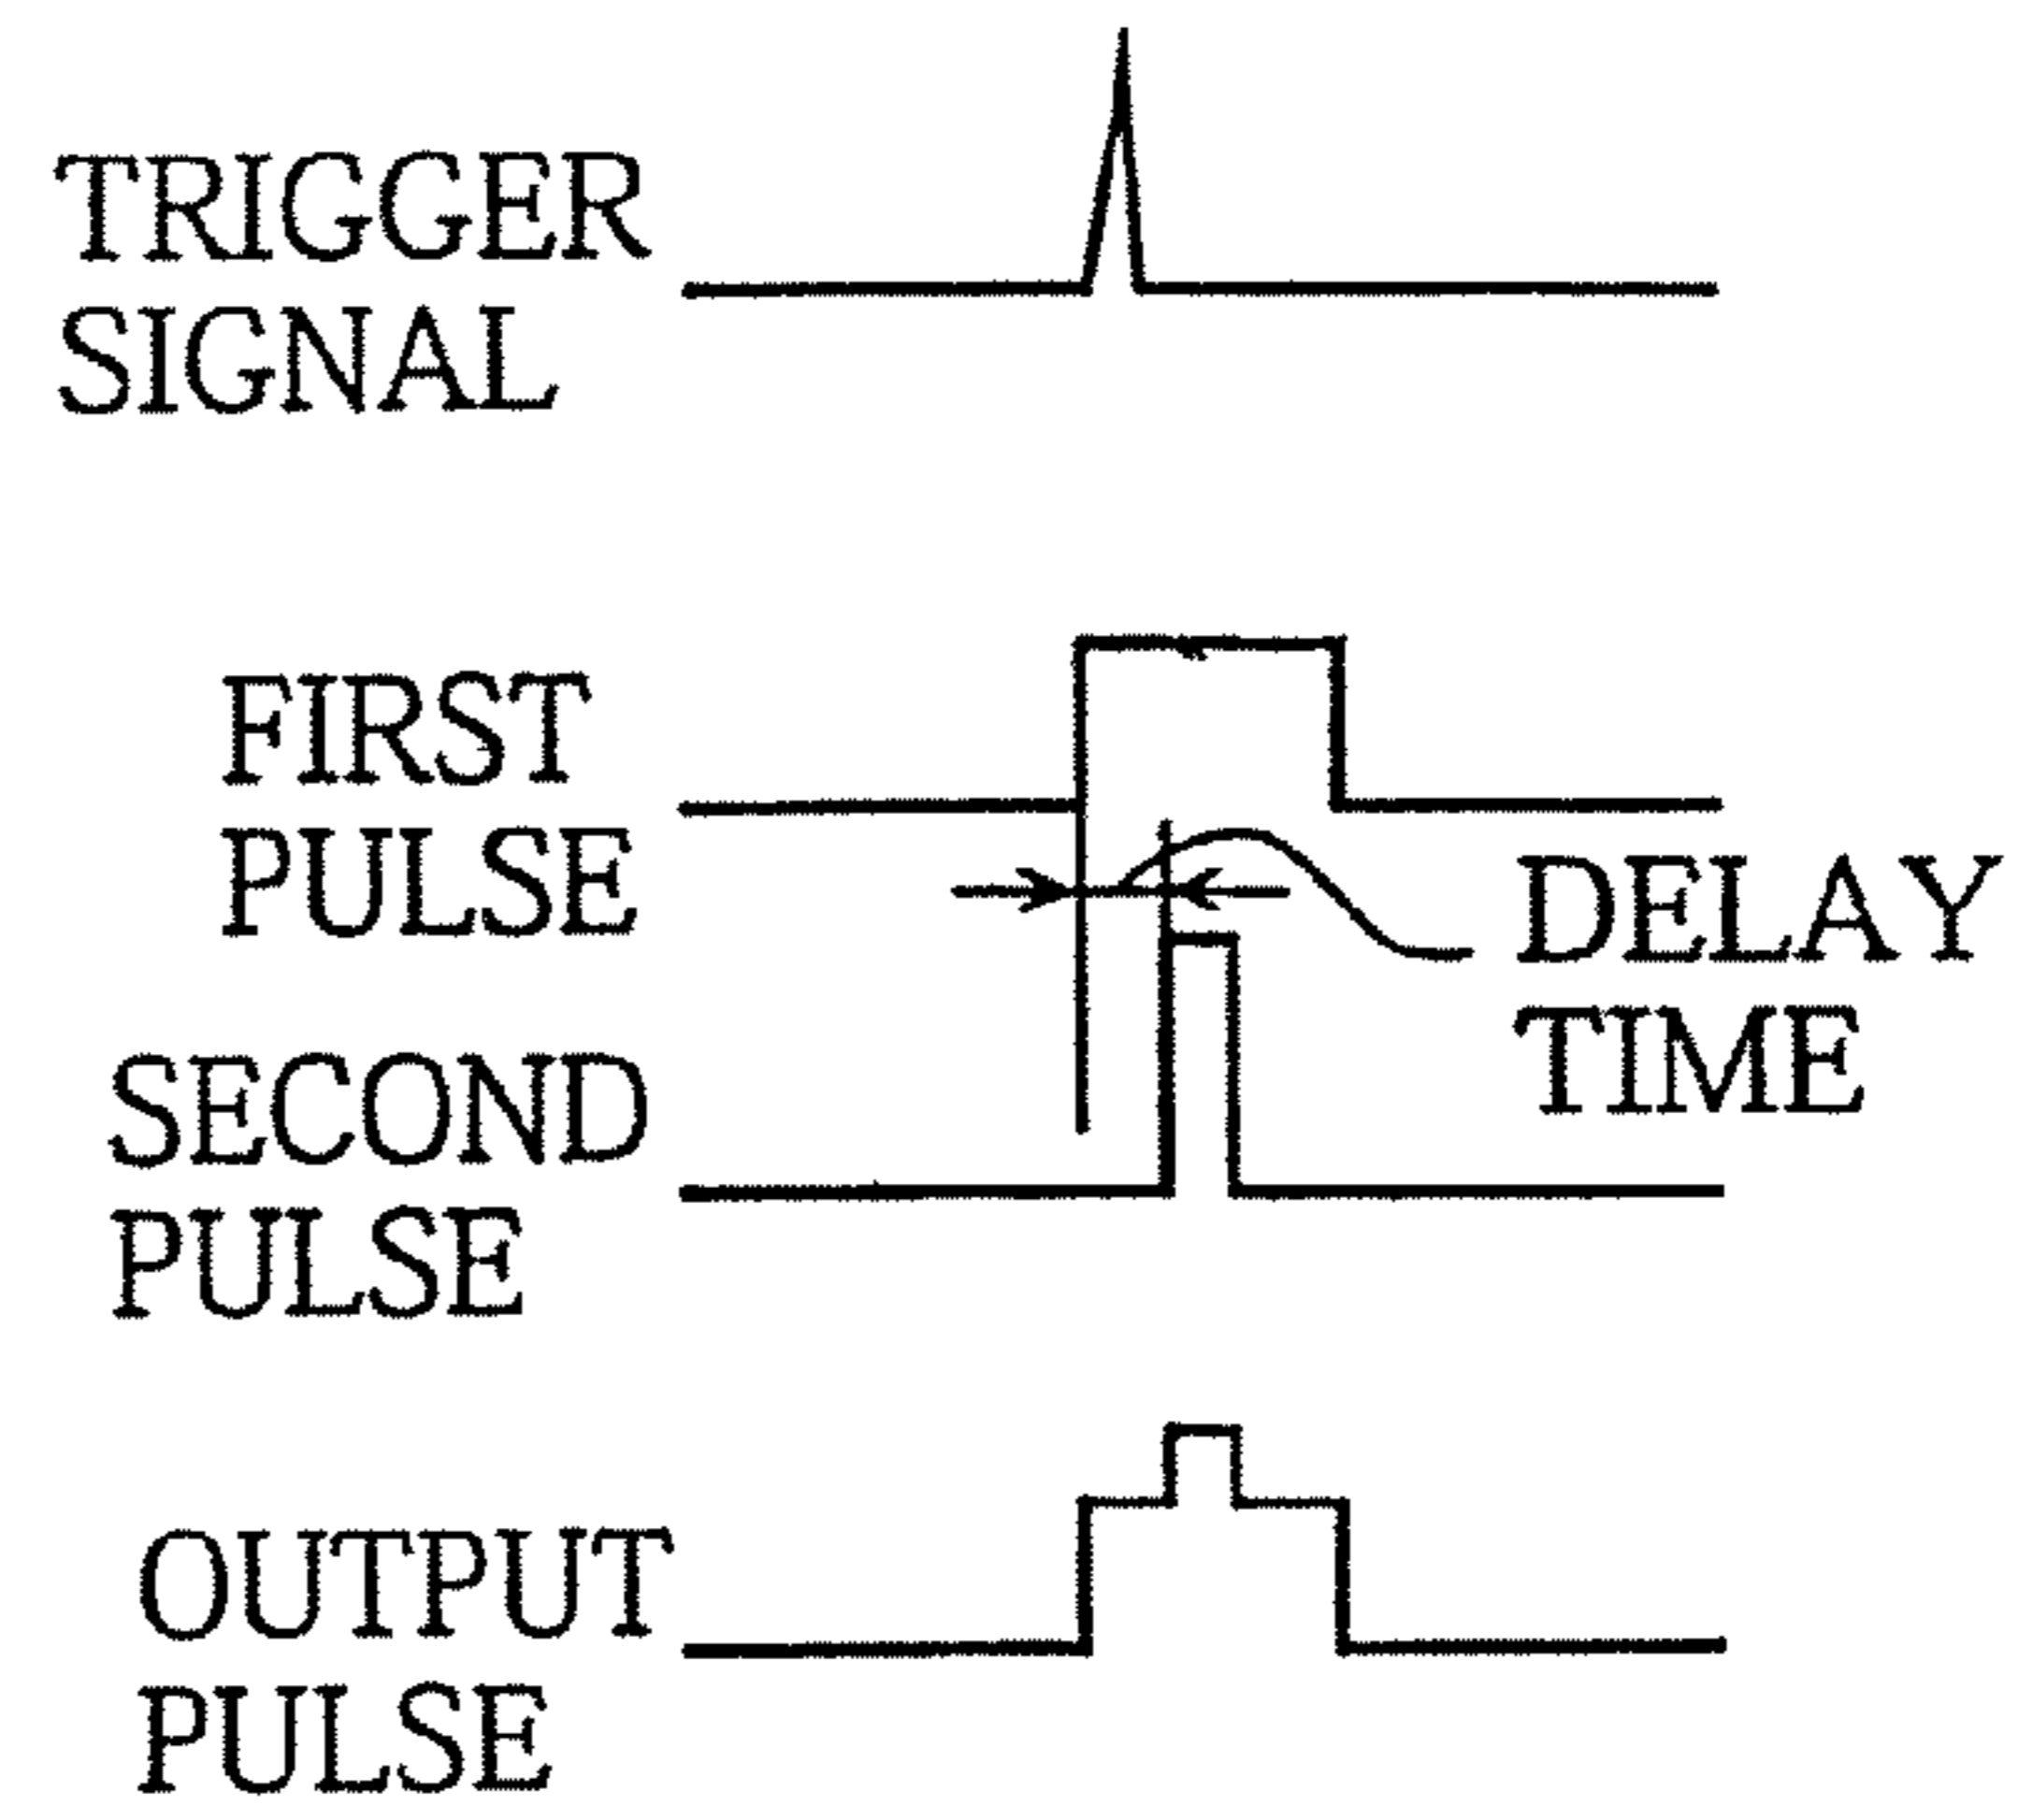 TRIGGER
SIGNAL
FIRST
PULSE
DELAY
TIME
SECOND
PULSE
OUTPUT
PULSE